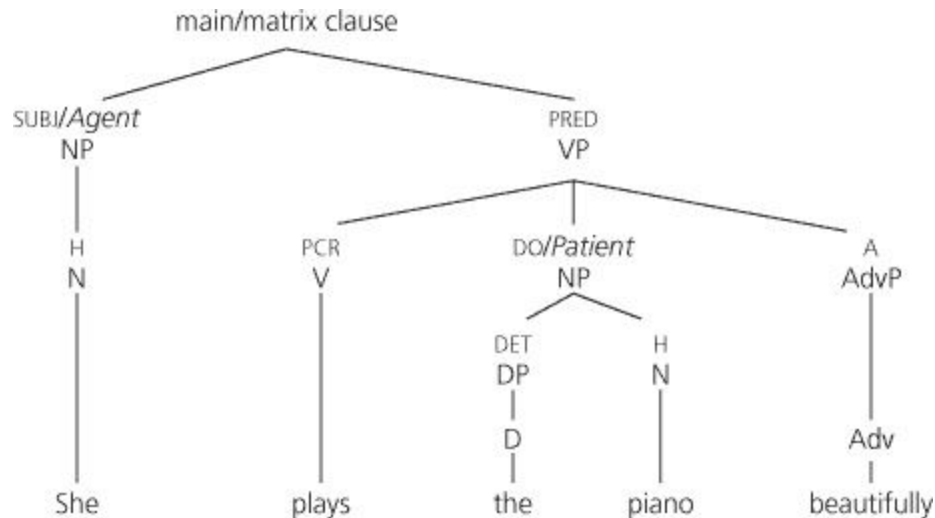 main/matrix clause
SUBJ/Agent PRED
NP VP
H PCR DO/Patient A
N V NP AdvP
DET H
DP N
D Adv
She plays the piano beautifully